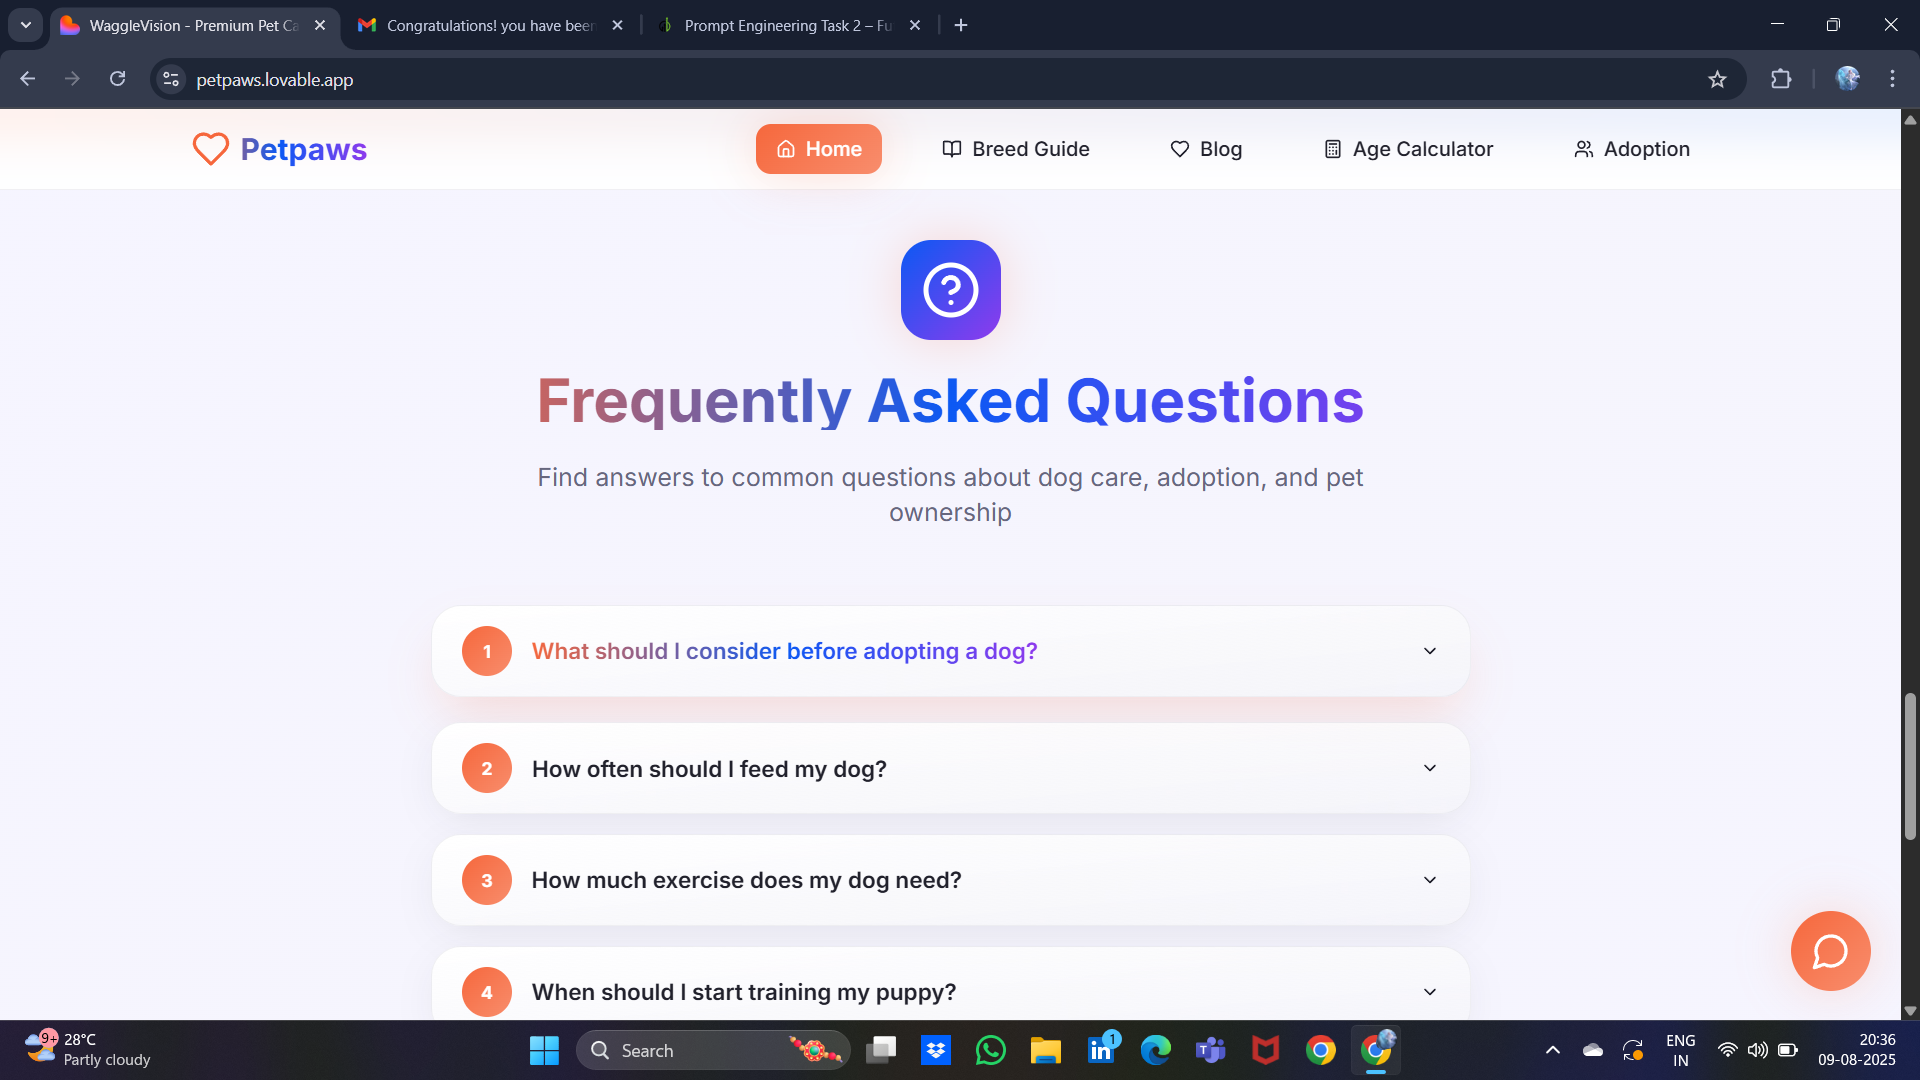 WaggleVision - Premium Pet Ca
Congratulations! you have been
Prompt Engineering Task 2 – Fu
petpaws.lovable.app
Petpaws
Home
Breed Guide
Blog
Age Calculator
Adoption
Frequently Asked Questions
Find answers to common questions about dog care, adoption, and pet
ownership
1
What should I consider before adopting a dog?
2
How often should I feed my dog?
3
How much exercise does my dog need?
4
When should I start training my puppy?
9+
28°C
Partly cloudy
Search
1
ENG
IN
20:36
09-08-2025